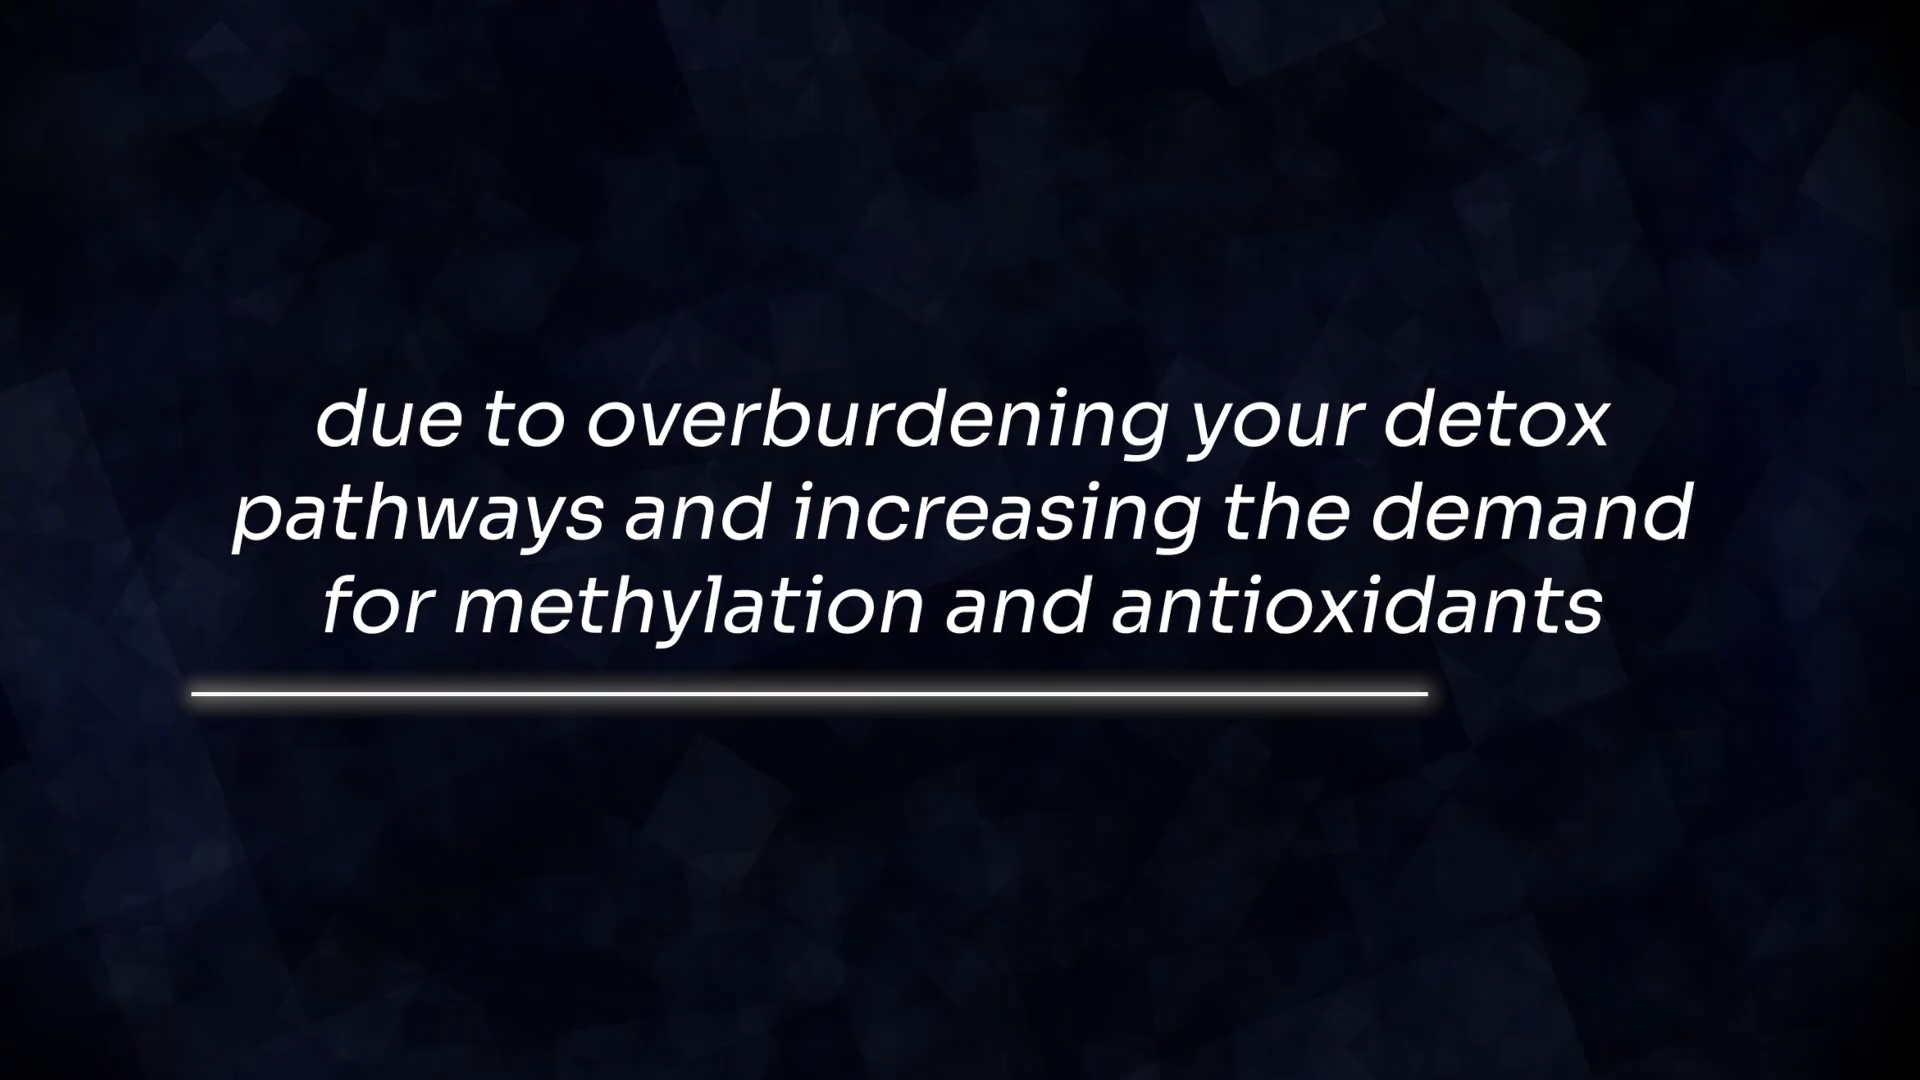 due to overburdening your detox
pathways and increasing the demand
for methylation and antioxidants